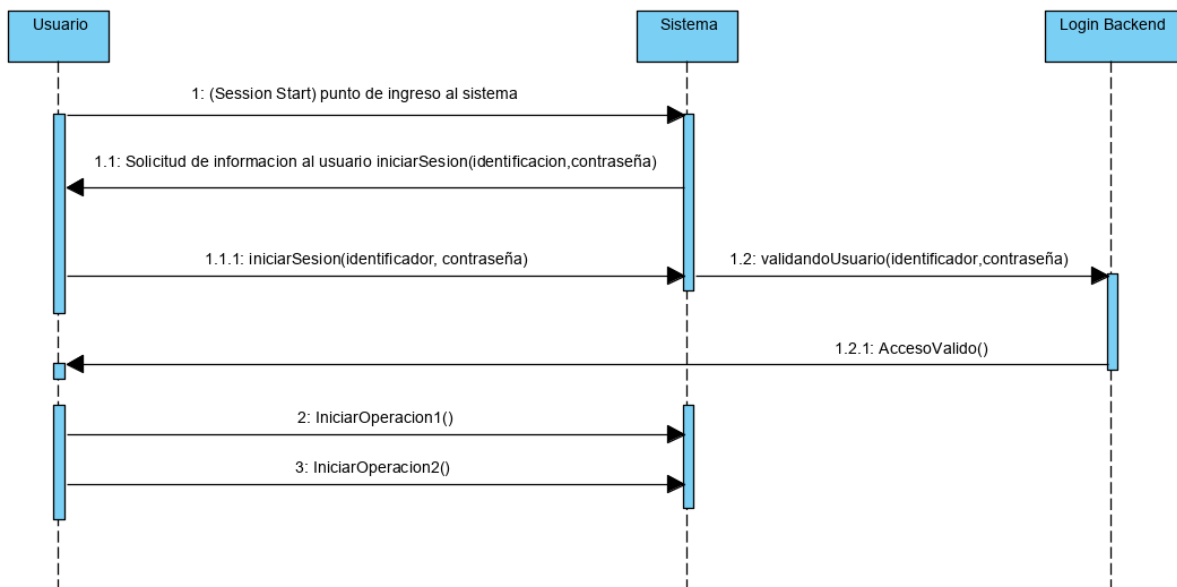 Usuario
Sistema
Login Backend
1: (Session Start) punto de ingreso al sistema
1.1: Solicitud de informacion al usuario iniciarSesion(identificacion,contraseña)
1.1.1: iniciarSesion(identificador, contraseña)
1.2: validandoUsuario(identificador,contraseña)
1.2.1: AccesoValido()
2: IniciarOperacion1()
3: IniciarOperacion2()